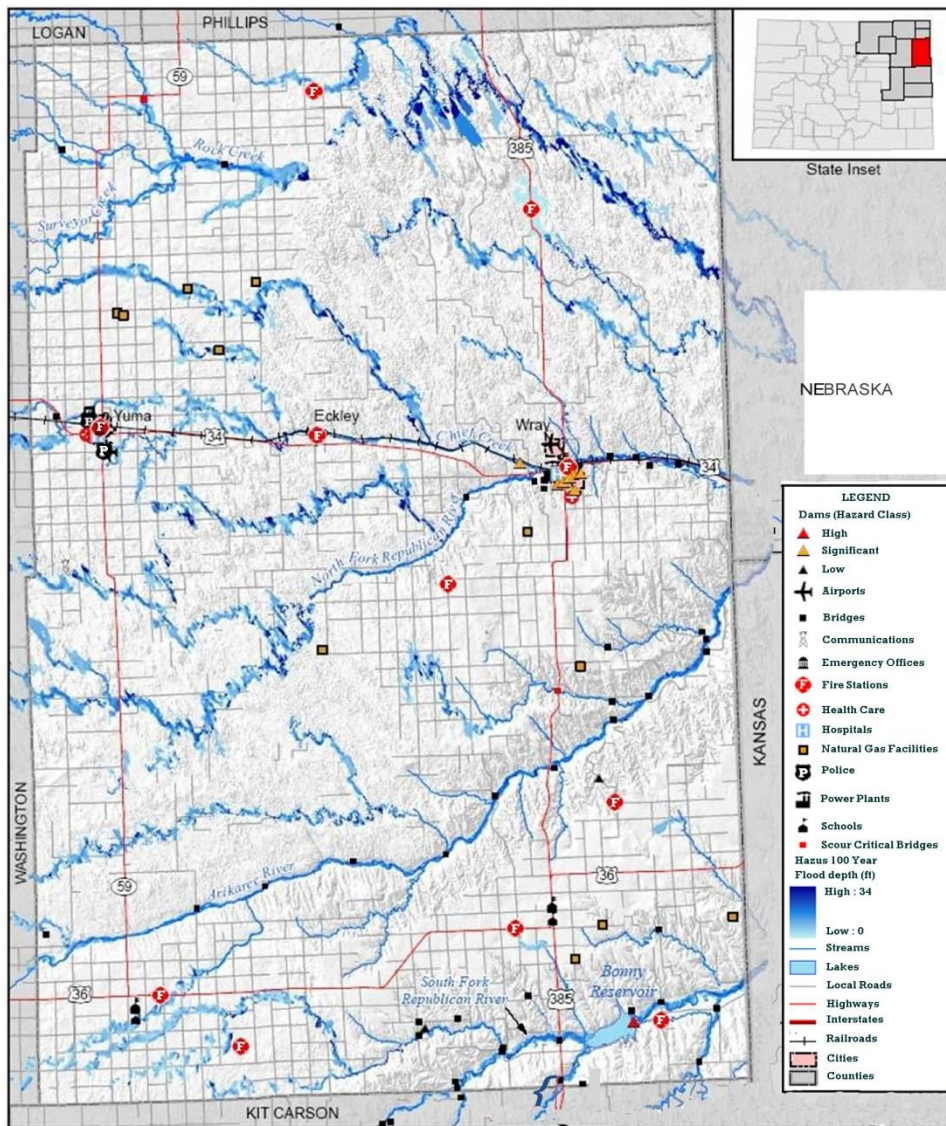 PHILLIPS
LOGAN
59
State Inset
385
Rock Creek
Surveyor Creek
NEBRASKA
Yuma
Eckley
Wray
34
Chief Creek
34
North Fork Republican River
LEGEND
Dams (Hazard Class)
High
Significant
Low
Airports
Bridges
Communications
Emergency Offices
Fire Stations
Health Care
Hospitals
Natural Gas Facilities
Police
Power Plants
Schools
Scour Critical Bridges
Hazus 100 Year
Flood depth (ft)
High : 34
Low : 0
Streams
Lakes
Local Roads
Highways
Interstates
Railroads
Cities
Counties
KANSAS
WASHINGTON
Arikaree River
59
36
South Fork
Republican River
Bonny
Reservoir
36
385
KIT CARSON